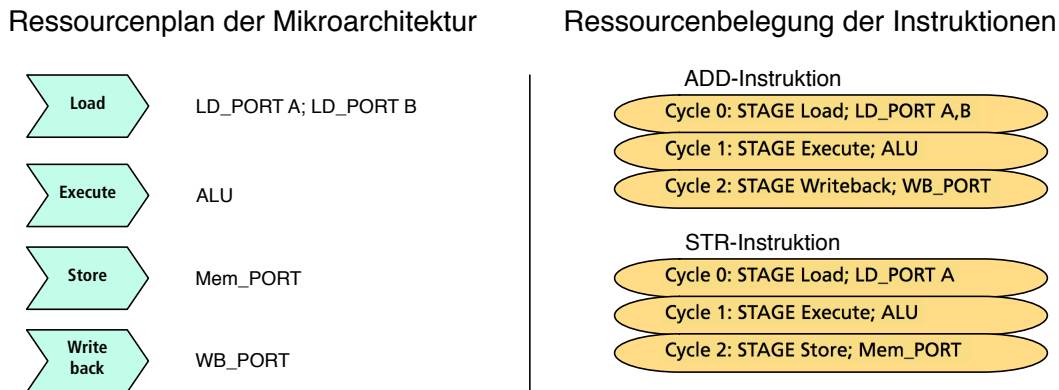 Ressourcenplan der Mikroarchitektur
Load
LD_PORT A; LD_PORT B
Execute
ALU
Store
Mem_PORT
Write
back
WB_PORT
Ressourcenbelegung der Instruktionen
ADD-Instruktion
Cycle 0: STAGE Load; LD_PORT A,B
Cycle 1: STAGE Execute; ALU
Cycle 2: STAGE Writeback; WB_PORT
STR-Instruktion
Cycle 0: STAGE Load; LD_PORT A
Cycle 1: STAGE Execute; ALU
Cycle 2: STAGE Store; Mem_PORT